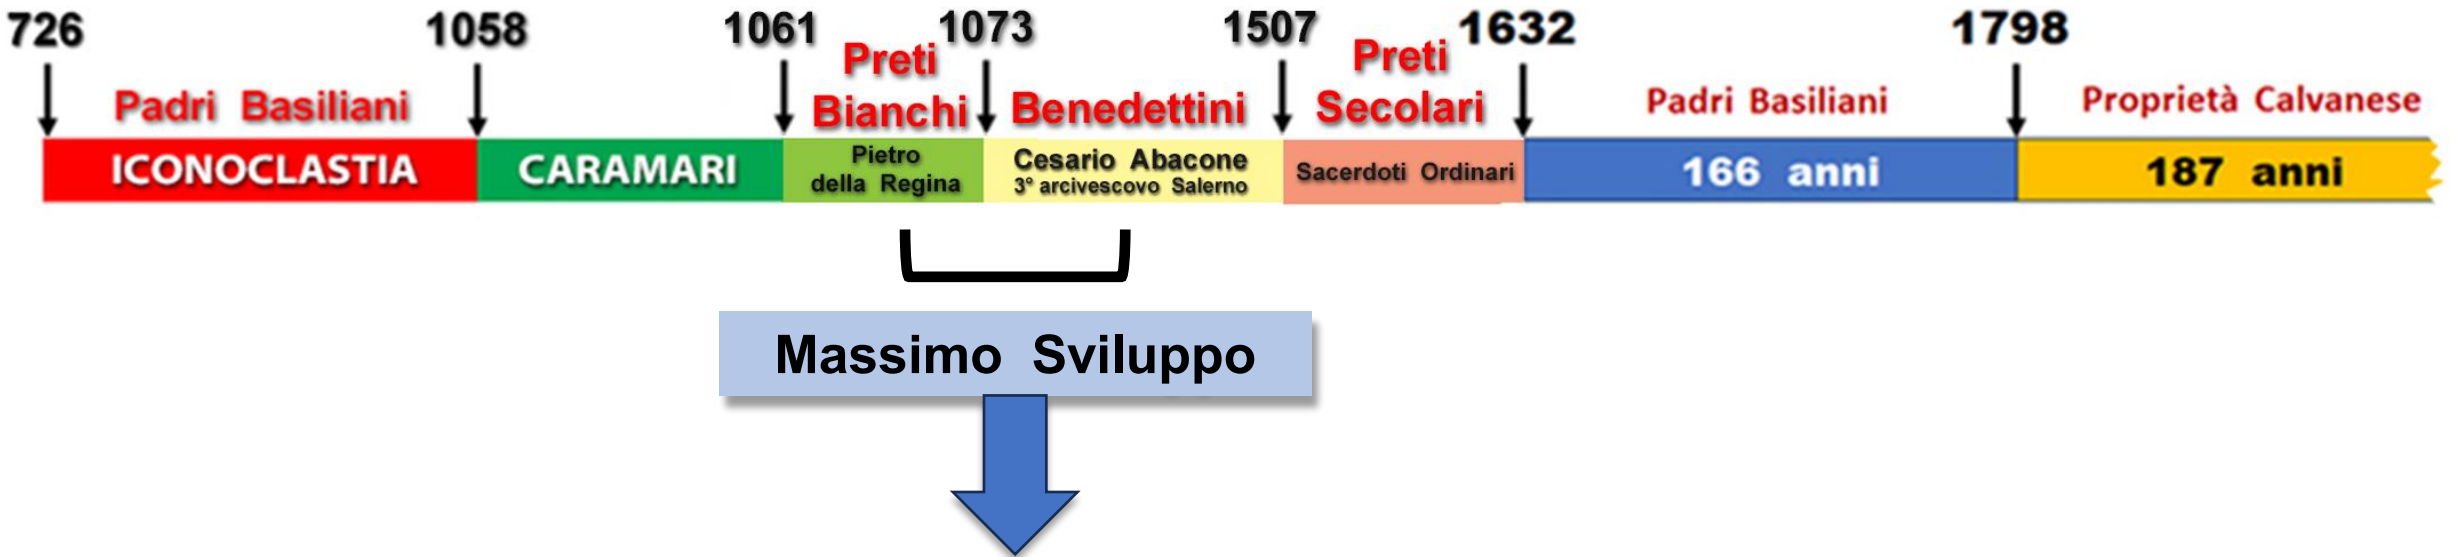 726 1058 1061 1073 1507 1632 1798
Padri Basiliani
Preti
Bianchi
Benedettini
Preti
Secolari
Padri Basiliani
Proprietà Calvanese
ICONOCLASTIA
CARAMARI
Pietro
della Regina
Cesario Abacone
3° arcivescovo Salerno
Sacerdoti Ordinari
166 anni
187 anni
Massimo Sviluppo